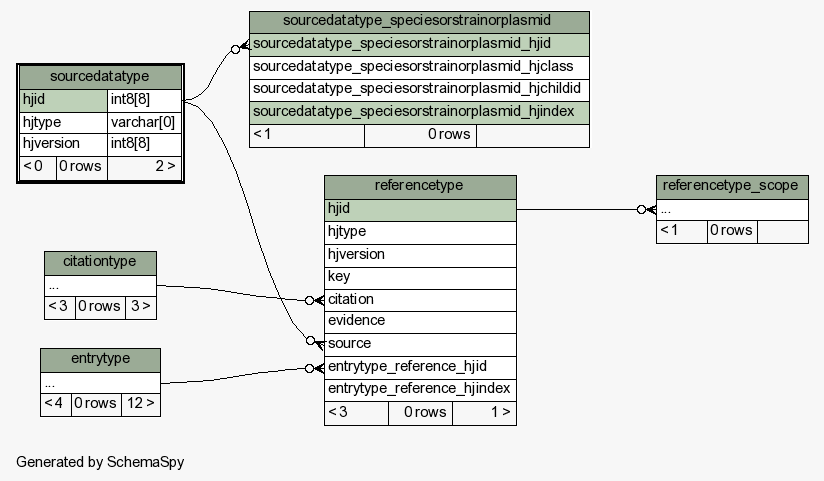 sourcedatatype_speciesorstrainorplasmid
sourcedatatype_speciesorstrainorplasmid_hjid
sourcedatatype_speciesorstrainorplasmid_hjclass
sourcedatatype_speciesorstrainorplasmid_hjchildid
sourcedatatype_speciesorstrainorplasmid_hjindex
< 1 0 rows
sourcedatatype
hjid int8[8]
hjtype varchar[0]
hjversion int8[8]
< 0 0 rows 2 >
referencetype
hjid
hjtype
hjversion
key
citation
evidence
source
entrytype_reference_hjid
entrytype_reference_hjindex
< 3 0 rows 1 >
referencetype_scope
...
< 1 0 rows
citationtype
...
< 3 0 rows 3 >
entrytype
...
< 4 0 rows 12 >
Generated by SchemaSpy